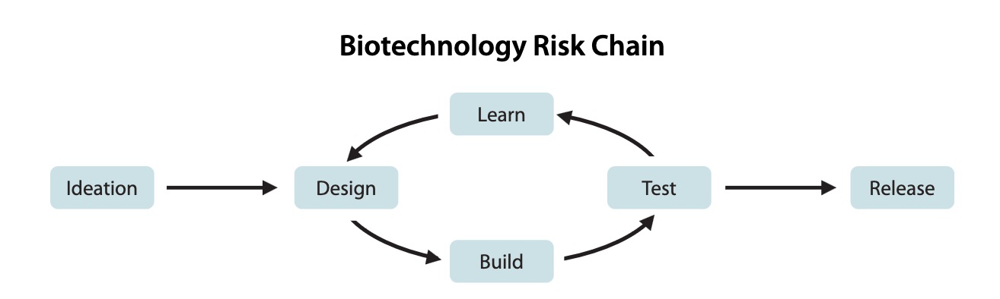 Biotechnology Risk Chain
Learn
Ideation
Design
Test
Release
Build